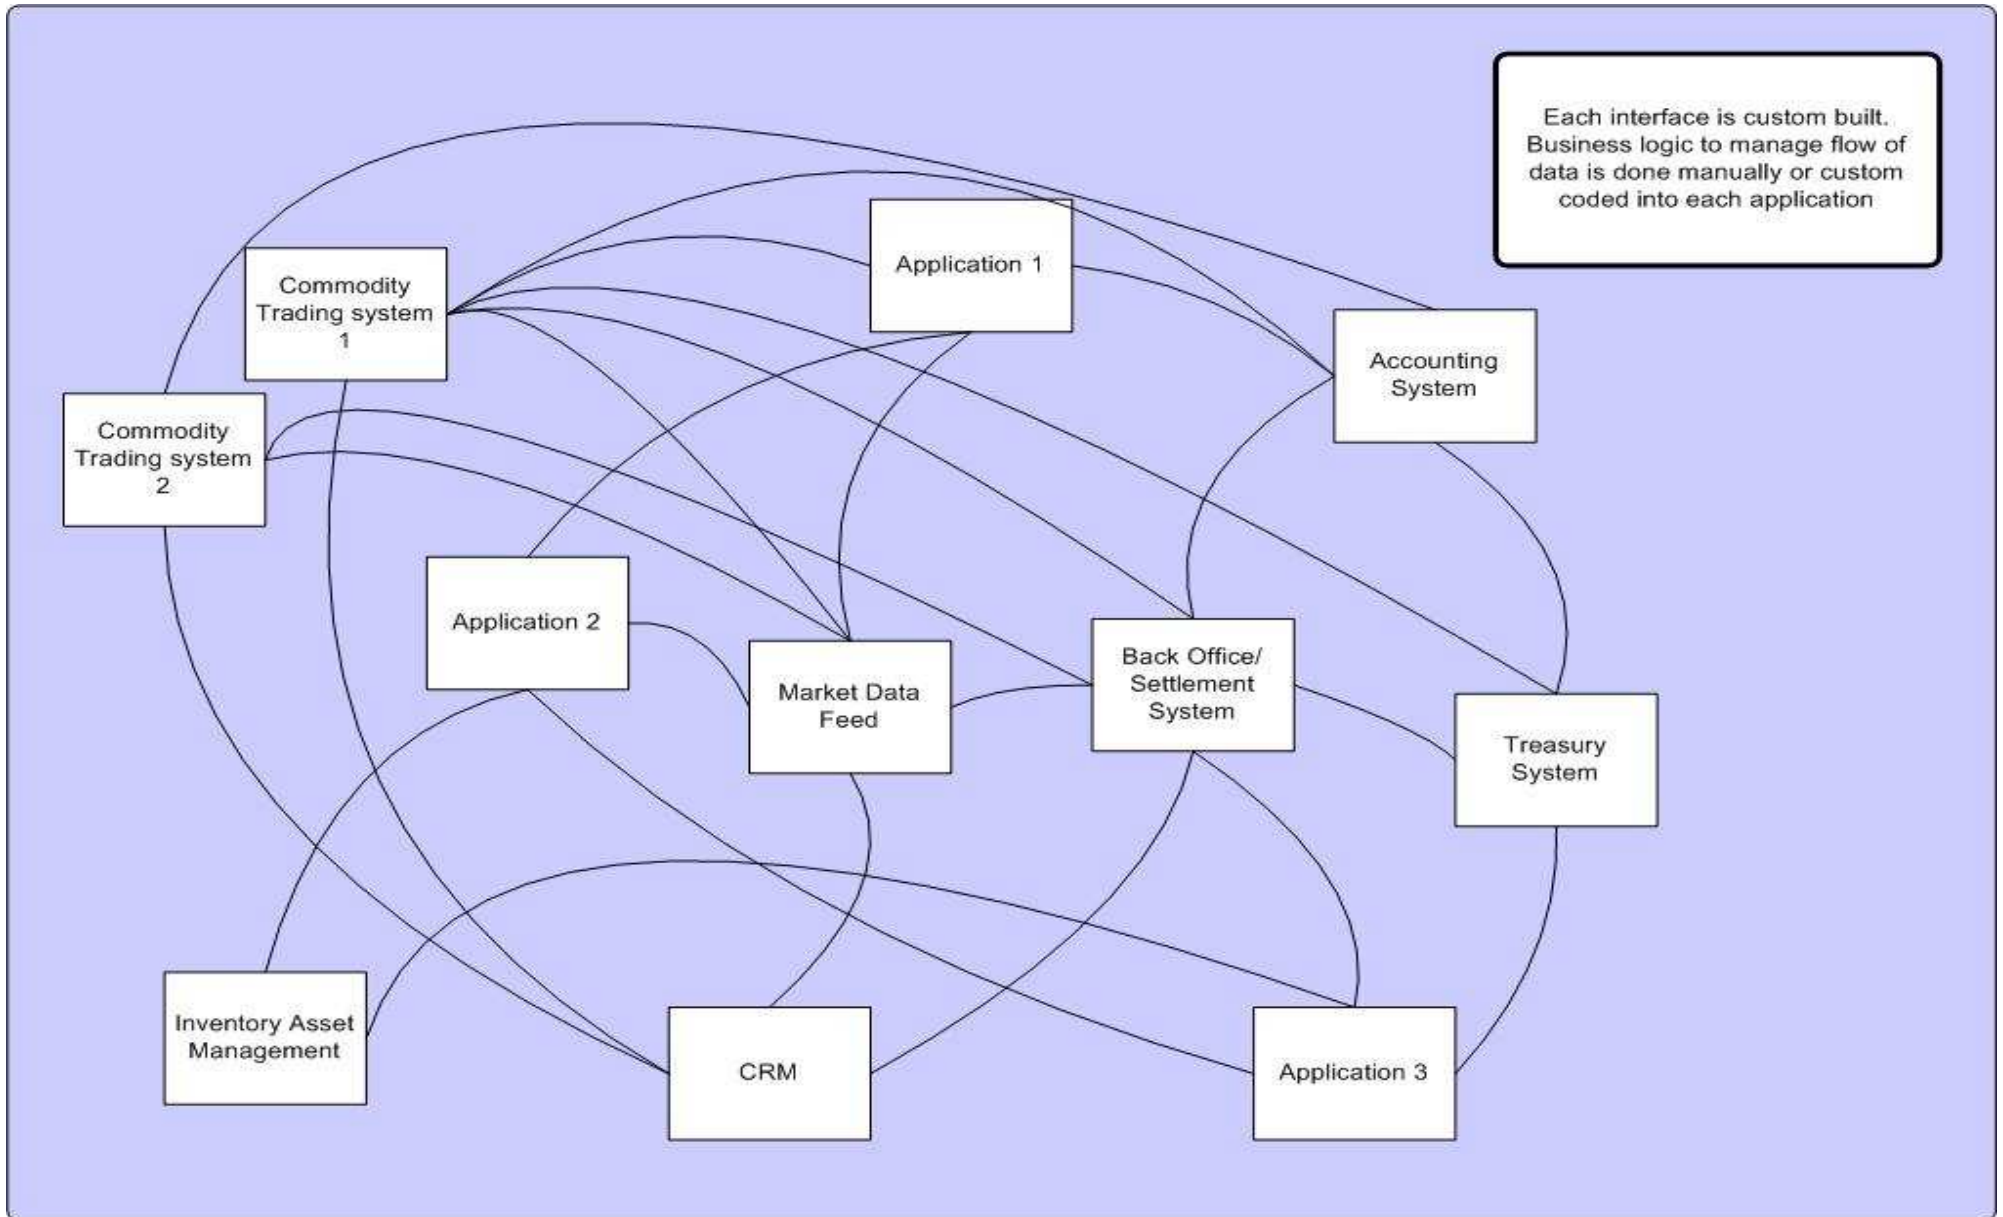 Each interface is custom built.
Business logic to manage flow of
data is done manually or custom
coded into each application
Application 1
Commodity
Trading system
1
Accounting
System
Commodity
Trading system
2
Application 2
Market Data
Feed
Back Office/
Settlement
System
Treasury
System
Inventory Asset
Management
CRM
Application 3